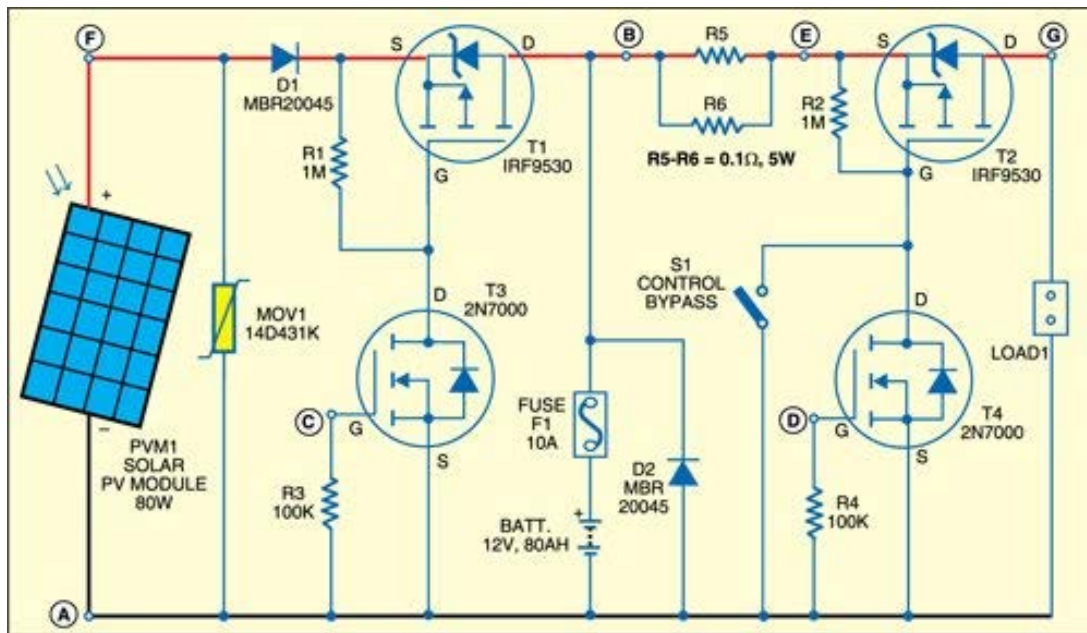 F
B
E
G
S
D
R5
S
D
D1
MBR20045
R6
R2
1M
R1
1M
T1
IRF9530
T2
IRF9530
R5-R6 = 0.1Ω, 5W
G
G
+
S1
CONTROL
BYPASS
D
T3
2N7000
D
MOV1
14D431K
LOAD1
FUSE
F1
10A
C
G
D
G
T4
2N7000
–
S
S
PVM1
SOLAR
PV MODULE
80W
D2
MBR
20045
R3
100K
R4
100K
+
BATT.
12V, 80AH
A